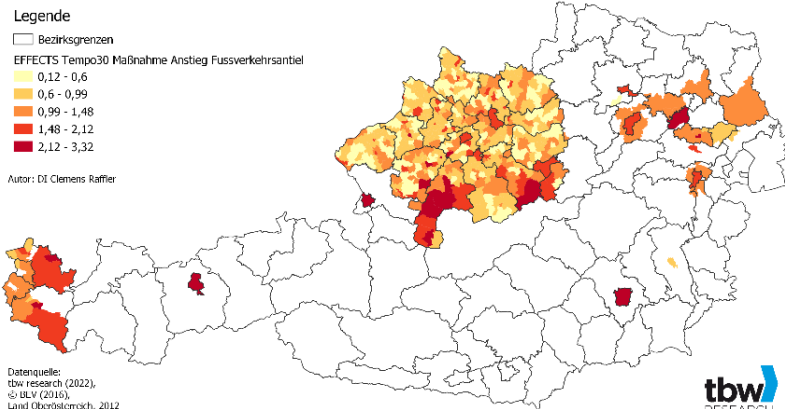 Legende
Bezirksgrenzen
EFFECTS Tempo30 Maßnahme Anstieg Fussverkehrsantiel
0,12 - 0,6
0,6 - 0,99
0,99 - 1,48
1,48 - 2,12
2,12 - 3,32
Autor: DI Clemens Raffler
Datenquelle:
tbw research (2022),
© BEV (2016),
Land Oberösterreich, 2012
tbw
RESEARCH